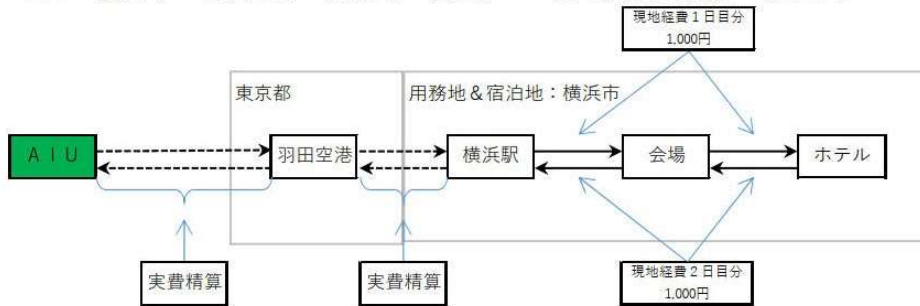 現地経費1日目分
1,000円
東京都
用務地&宿泊地:横浜市
AIU
羽田空港
横浜駅
会場
ホテル
実費精算
実費精算
現地経費2日目分
1,000円